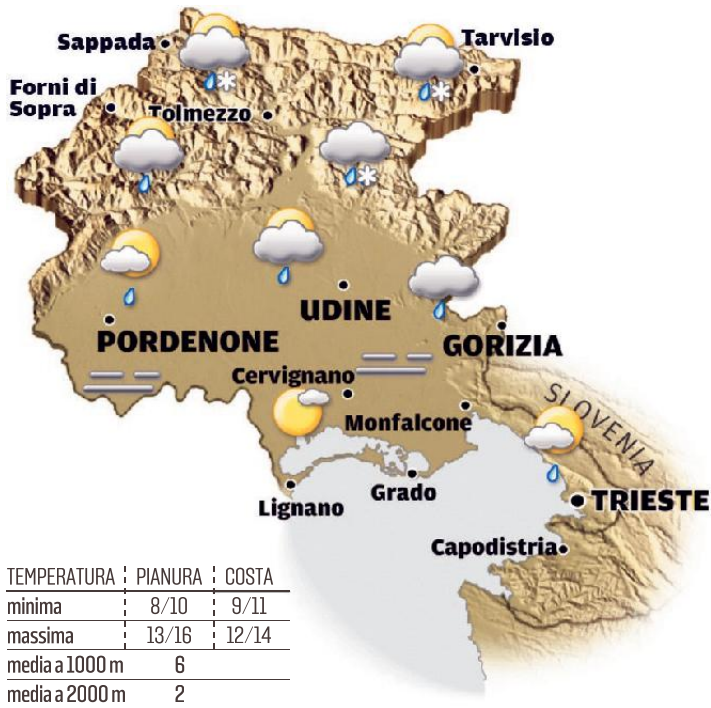 Sappada
Tarvisio
Forni di
Sopra
Tolmezzo
UDINE
PORDENONE
GORIZIA
Cervignano
SLOVENIA
Monfalcone
Lignano
Grado
TRIESTE
Capodistria
TEMPERATURA PIANURA COSTA
minima 8/10 9/11
massima 13/16 12/14
media a 1000 m 6
media a 2000 m 2